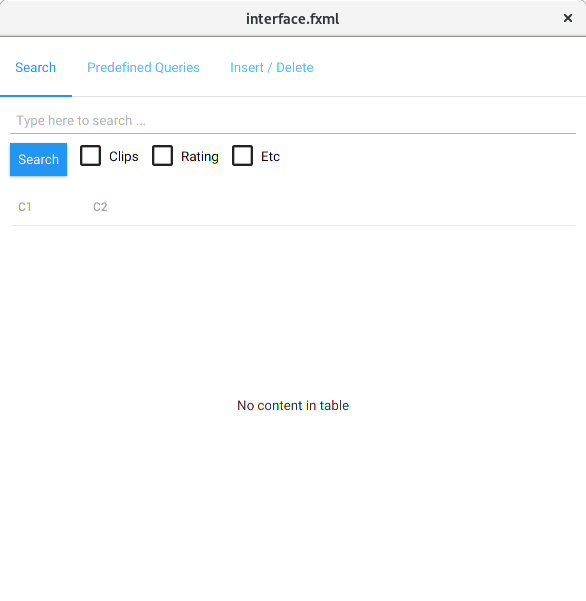 interface.fxml ×
Search Predefined Queries Insert / Delete
Type here to search ...
Search Clips Rating Etc
C1 C2
No content in table